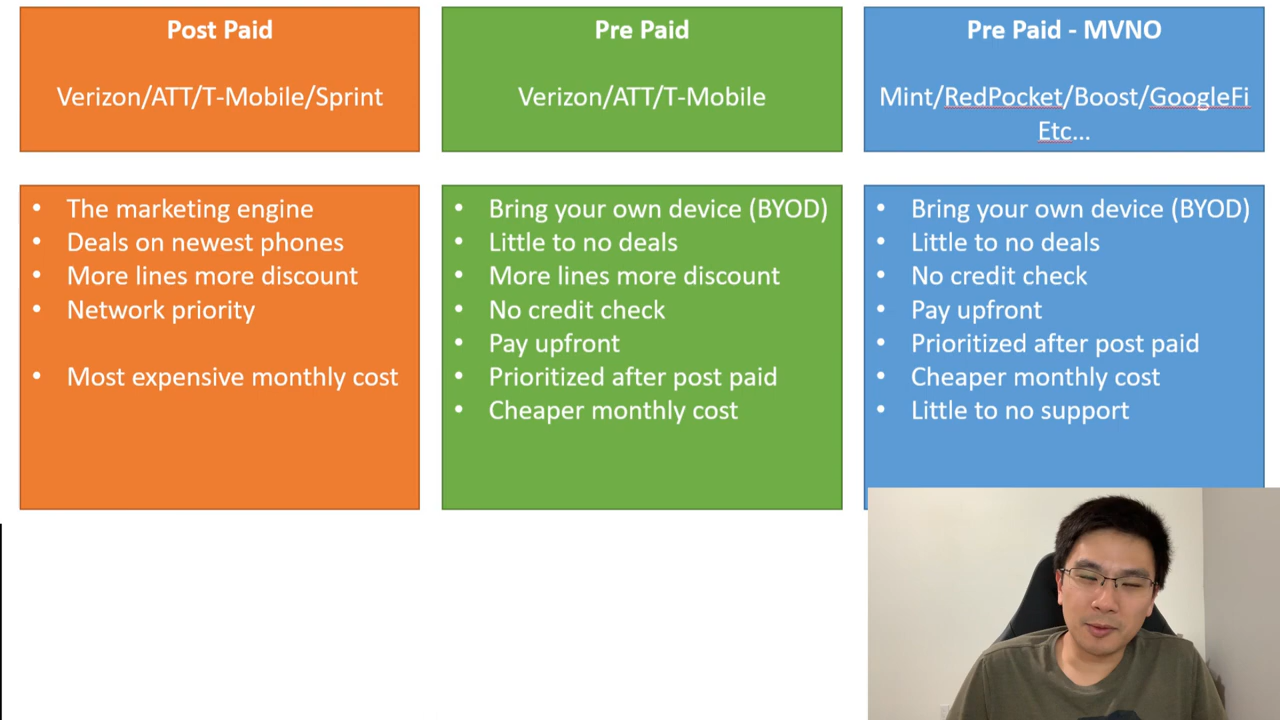 Post Paid
Verizon/ATT/T-Mobile/Sprint
• The marketing engine
• Deals on newest phones
• More lines more discount
• Network priority
• Most expensive monthly cost
Pre Paid
Verizon/ATT/T-Mobile
• Bring your own device (BYOD)
• Little to no deals
• More lines more discount
• No credit check
• Pay upfront
• Prioritized after post paid
• Cheaper monthly cost
Pre Paid - MVNO
Mint/RedPocket/Boost/GoogleFi
Etc...
• Bring your own device (BYOD)
• Little to no deals
• No credit check
• Pay upfront
• Prioritized after post paid
• Cheaper monthly cost
• Little to no support